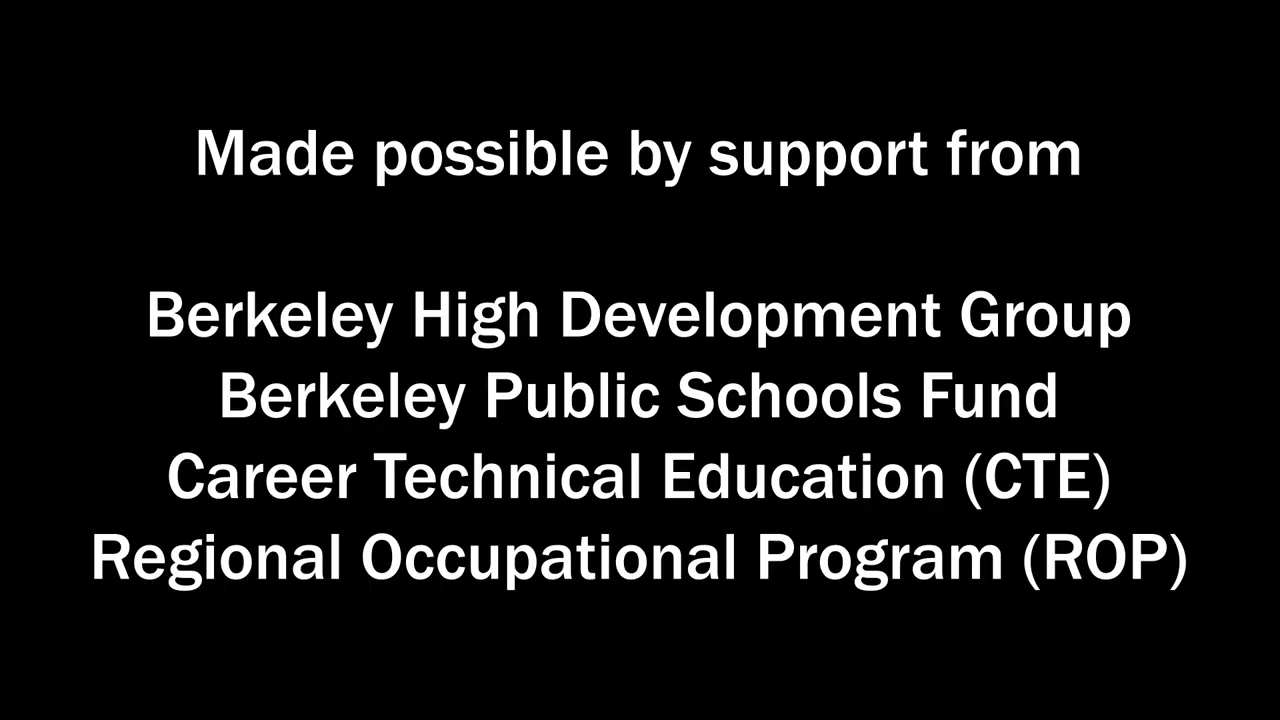 Made possible by support from
Berkeley High Development Group
Berkeley Public Schools Fund
Career Technical Education (CTE)
Regional Occupational Program (ROP)